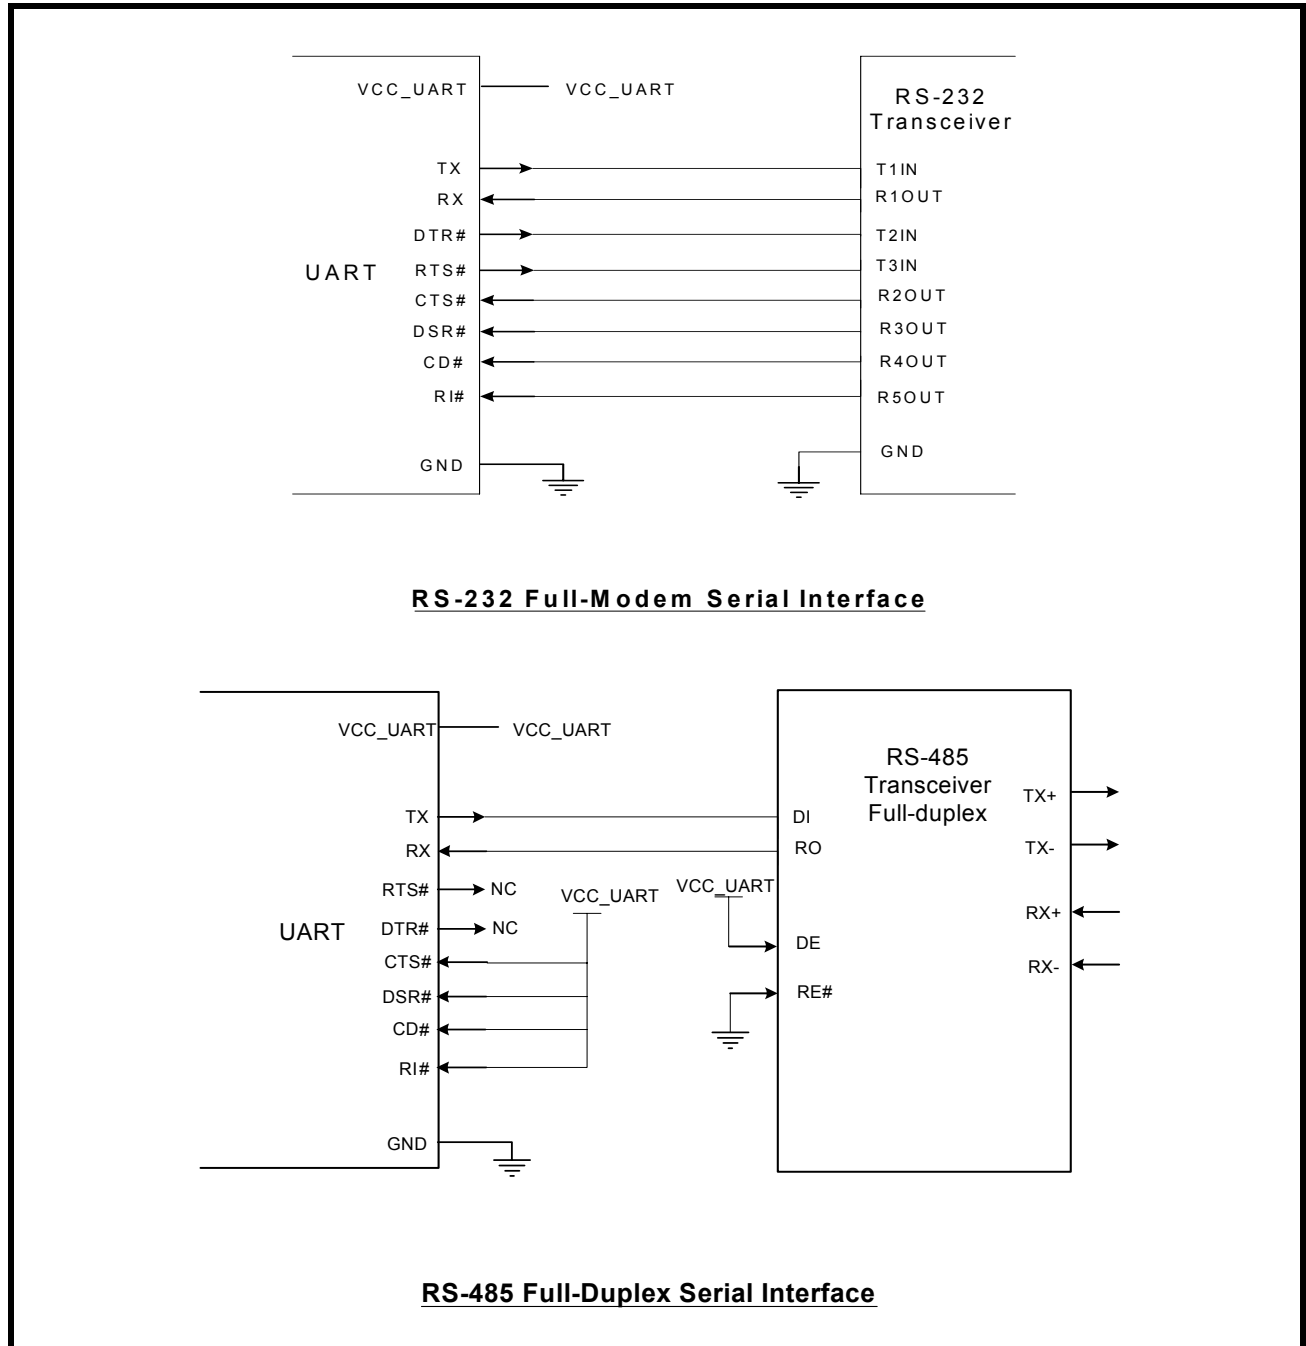 VCC_UART VCC_UART
RS-232
Transceiver
TX T1IN
RX R1OUT
DTR# T2IN
UART RTS# T3IN
CTS# R2OUT
DSR# R3OUT
CD# R4OUT
RI# R5OUT
GND GND
RS-232 Full-Modem Serial Interface
VCC_UART VCC_UART
RS-485
Transceiver
Full-duplex
TX+
TX DI
RX RO TX-
RTS# NC VCC_UART VCC_UART
RX+
UART DTR# NC DE
CTS# RX-
DSR# RE#
CD#
RI#
GND
RS-485 Full-Duplex Serial Interface